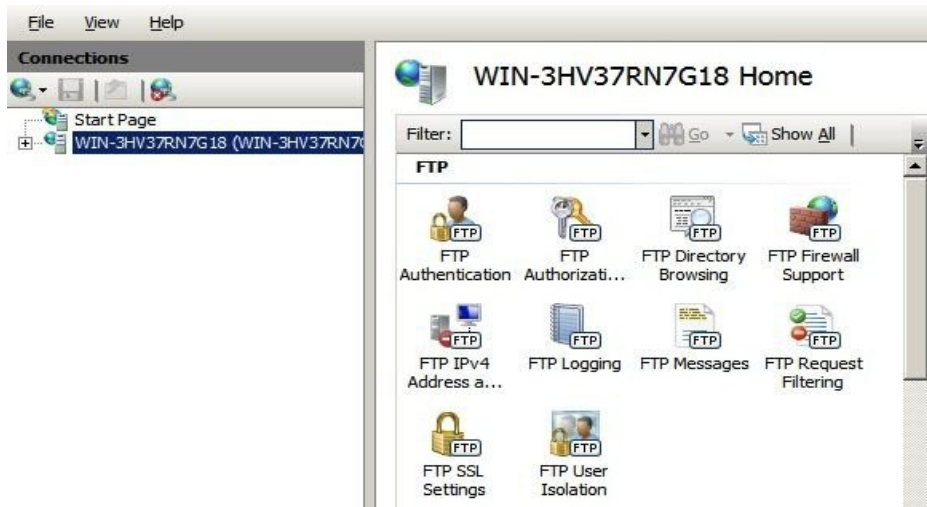 File View Help
Connections
Start Page
WIN-3HV37RN7G18 (WIN-3HV37RN7
WIN-3HV37RN7G18 Home
Filter: Go Show All
FTP
FTP FTP FTP FTP
FTP Authentication
FTP Authorizati...
FTP Directory Browsing
FTP Firewall Support
FTP FTP FTP FTP
FTP IPv4 Address a...
FTP Logging
FTP Messages
FTP Request Filtering
FTP FTP
FTP SSL Settings
FTP User Isolation